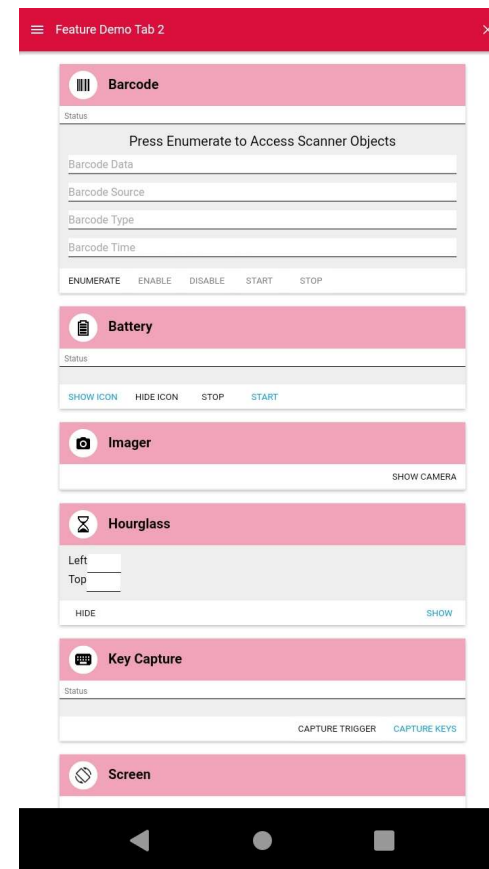 Feature Demo Tab 2
Barcode
Status
Press Enumerate to Access Scanner Objects
Barcode Data
Barcode Source
Barcode Type
Barcode Time
ENUMERATE ENABLE DISABLE START STOP
Battery
Status
SHOW ICON HIDE ICON STOP START
Imager
SHOW CAMERA
Hourglass
Left
Top
HIDE SHOW
Key Capture
Status
CAPTURE TRIGGER CAPTURE KEYS
Screen